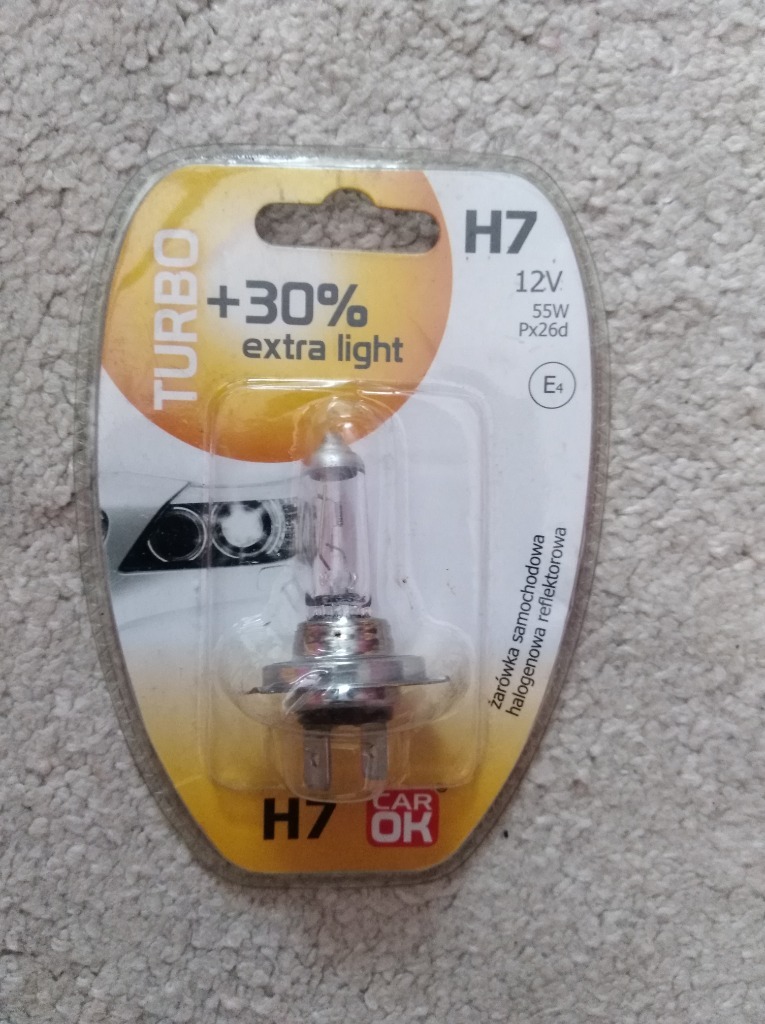 TURBO
+30%
extra light
H7
12V
55W
Px26d
E4
żarówka samochodowa
halogenowa reflektorowa
H7
CAR
OK